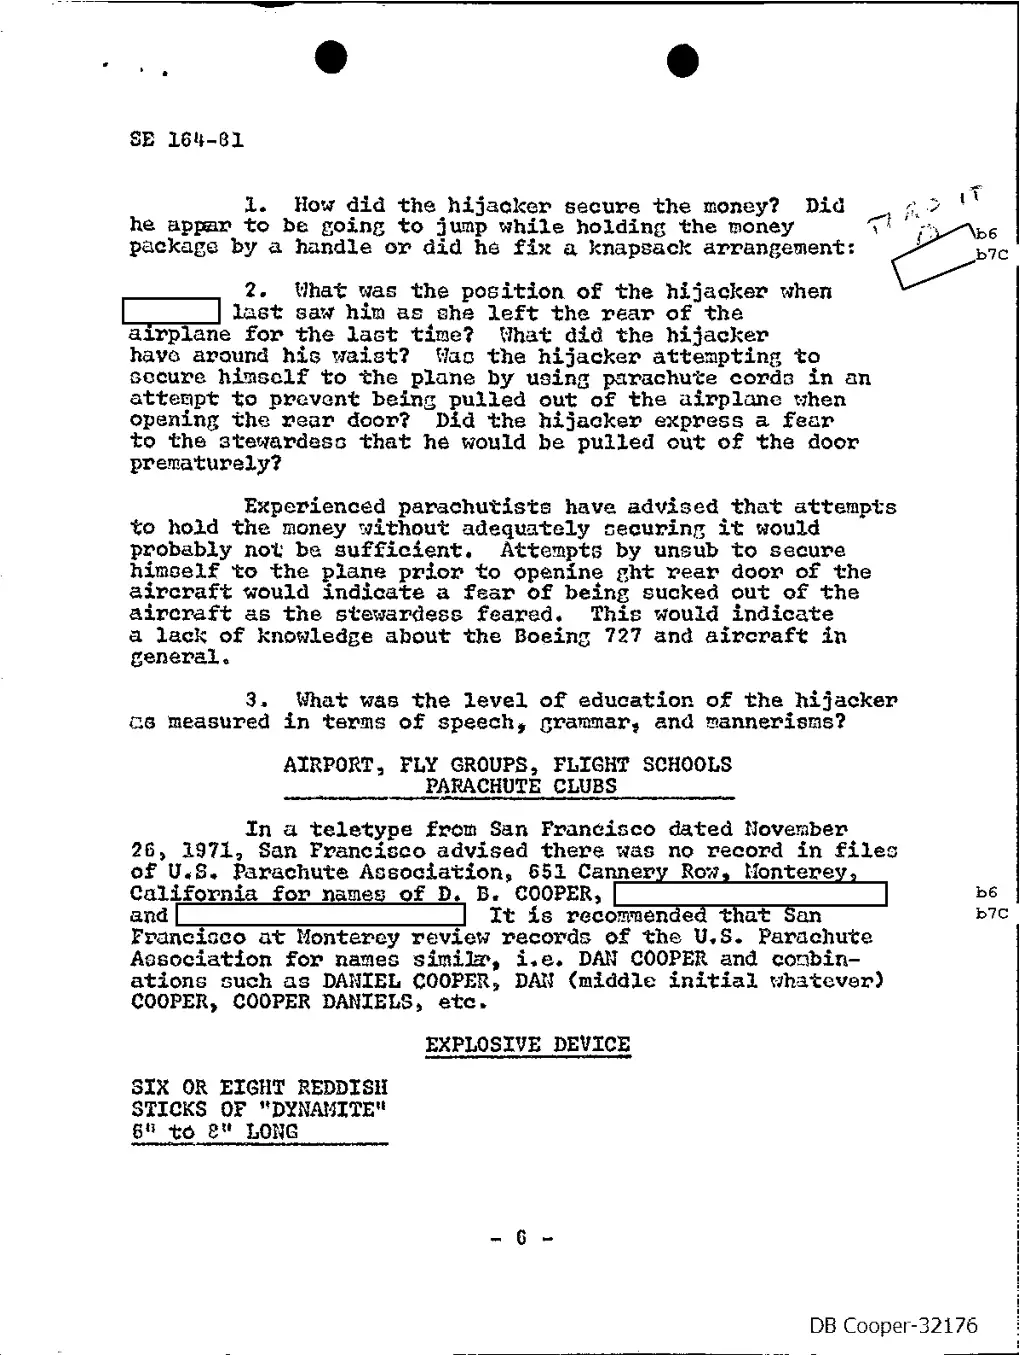 SE 164-81
1. How did the hijacker secure the money? Did
he appar to be going to jump while holding the money
package by a handle or did he fix a knapsack arrangement:
b6
b7C
2. What was the position of the hijacker when
last saw him as she left the rear of the
airplane for the last time? What did the hijacker
have around his waist? Was the hijacker attempting to
secure himself to the plane by using parachute cords in an
attempt to prevent being pulled out of the airplane when
opening the rear door? Did the hijacker express a fear
to the stewardess that he would be pulled out of the door
prematurely?
Experienced parachutists have advised that attempts
to hold the money without adequately securing it would
probably not be sufficient. Attempts by unsub to secure
himself to the plane prior to openine ght rear door of the
aircraft would indicate a fear of being sucked out of the
aircraft as the stewardess feared. This would indicate
a lack of knowledge about the Boeing 727 and aircraft in
general.
3. What was the level of education of the hijacker
as measured in terms of speech, grammar, and mannerisms?
AIRPORT, FLY GROUPS, FLIGHT SCHOOLS
PARACHUTE CLUBS
In a teletype from San Francisco dated November
26, 1971, San Francisco advised there was no record in files
of U.S. Parachute Association, 651 Cannery Row, Monterey,
California for names of D. B. COOPER,
b6
and It is recommended that San
b7C
Francisco at Monterey review records of the U.S. Parachute
Association for names similar, i.e. DAN COOPER and combin-
ations such as DANIEL COOPER, DAN (middle initial whatever)
COOPER, COOPER DANIELS, etc.
EXPLOSIVE DEVICE
SIX OR EIGHT REDDISH
STICKS OF "DYNAMITE"
6" to 8" LONG
- 6 -
DB Cooper-32176